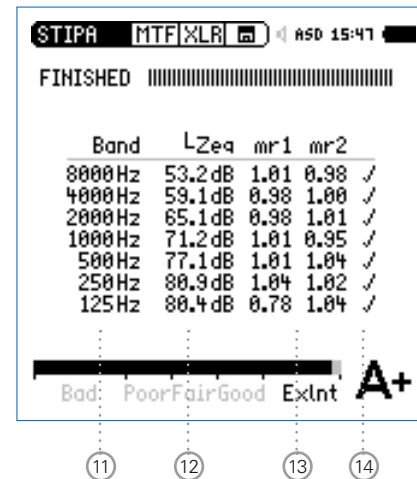 STIPA MTF XLR ASD 15:47
FINISHED
Band LZeq mr1 mr2
8000Hz 53.2dB 1.01 0.98 ✓
4000Hz 59.1dB 0.98 1.00 ✓
2000Hz 65.1dB 0.98 1.01 ✓
1000Hz 71.2dB 1.01 0.95 ✓
500Hz 77.1dB 1.01 1.04 ✓
250Hz 80.9dB 1.04 1.02 ✓
125Hz 80.4dB 0.78 1.04 ✓
Bad Poor Fair Good Exlnt A+
11 12 13 14